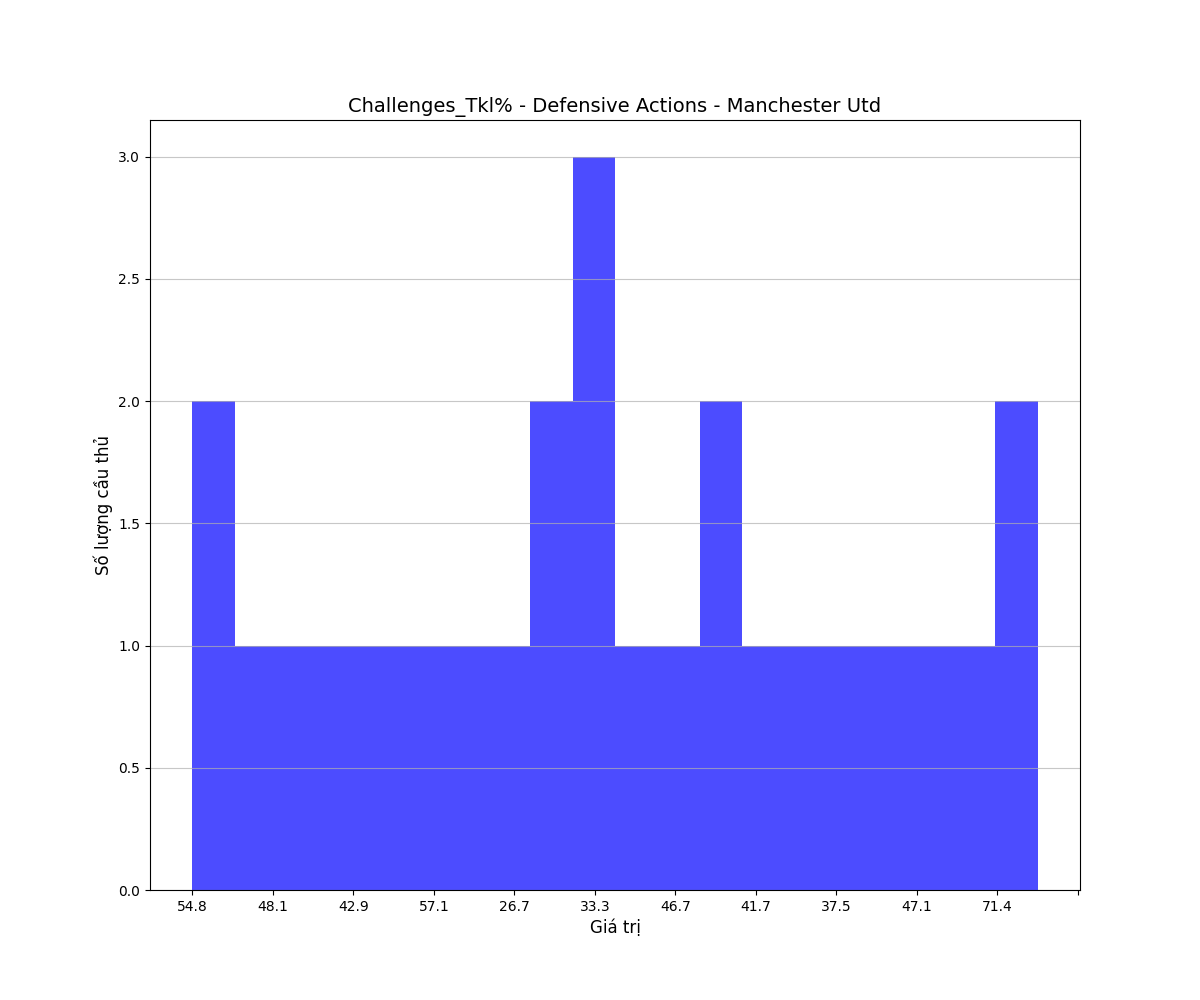 Challenges_Tkl% - Defensive Actions - Manchester Utd
Số lượng cầu thủ
3.0
2.5
2.0
1.5
1.0
0.5
0.0
54.8 48.1 42.9 57.1 26.7 33.3 46.7 41.7 37.5 47.1 71.4
Giá trị